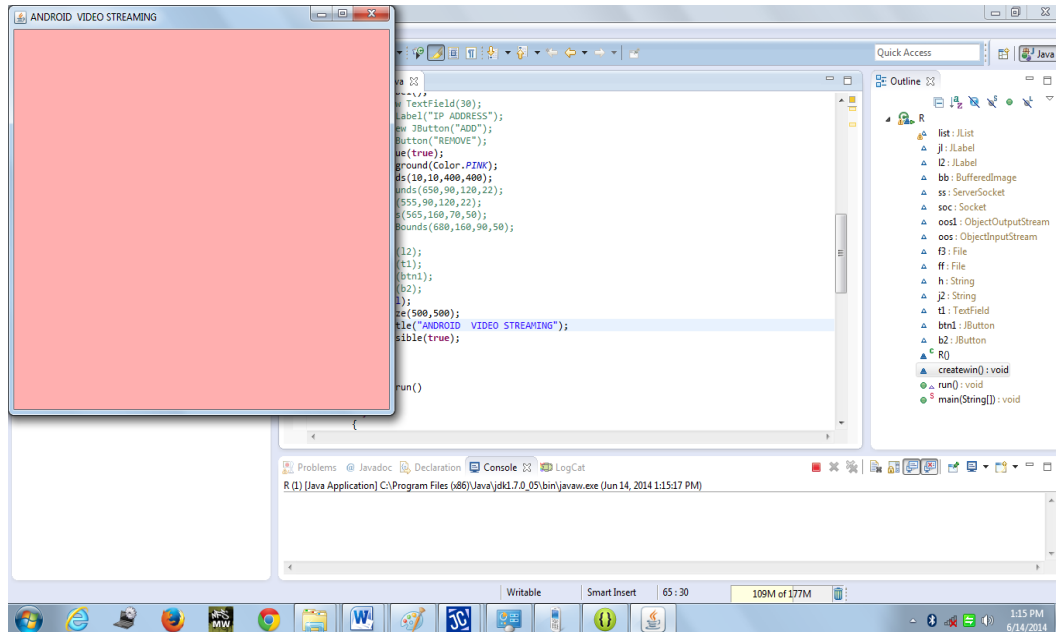 ANDROID VIDEO STREAMING
Quick Access
Java
va
Outline
w TextField(30);
Label("IP ADDRESS");
ew JButton("ADD");
Button("REMOVE");
ue(true);
ground(Color.PINK);
ds(10,10,400,400);
unds(650,90,120,22);
(555,90,120,22);
s(565,160,70,50);
Bounds(680,160,90,50);
(l2);
(t1);
(btn1);
(b2);
l);
ze(500,500);
tle("ANDROID  VIDEO STREAMING");
sible(true);
run()
{
R
list : JList
jl : JLabel
l2 : JLabel
bb : BufferedImage
ss : ServerSocket
soc : Socket
oos1 : ObjectOutputStream
oos : ObjectInputStream
f3 : File
ff : File
h : String
j2 : String
t1 : TextField
btn1 : JButton
b2 : JButton
R()
createwin() : void
run() : void
main(String[]) : void
Problems @ Javadoc Declaration Console LogCat
R (1) [Java Application] C:\Program Files (x86)\Java\jdk1.7.0_05\bin\javaw.exe (Jun 14, 2014 1:15:17 PM)
Writable Smart Insert 65 : 30 109M of 177M
MW
1:15 PM
6/14/2014